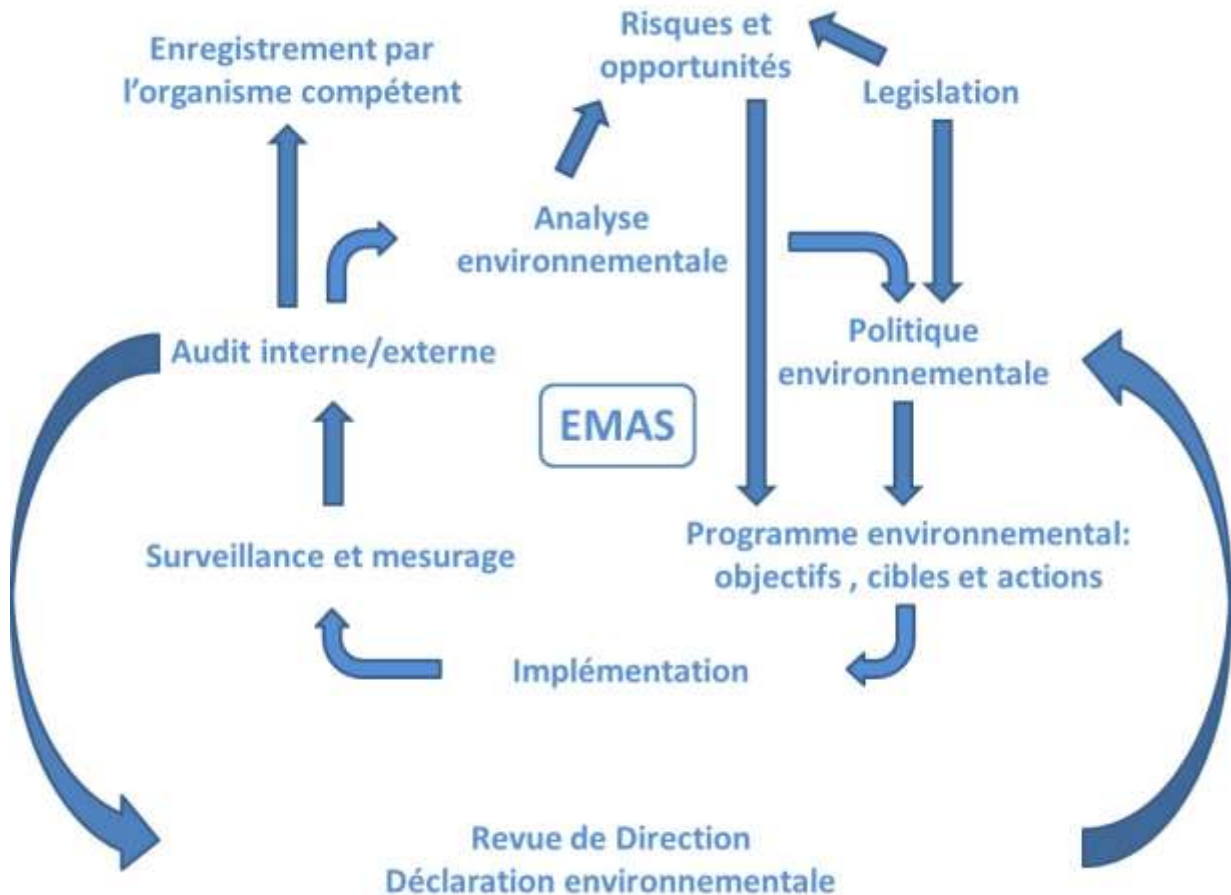 Enregistrement par
l'organisme compétent
Risques et
opportunités
Legislation
Analyse
environnementale
Audit interne/externe
Politique
environnementale
EMAS
Surveillance et mesurage
Programme environnemental:
objectifs , cibles et actions
Implémentation
Revue de Direction
Déclaration environnementale